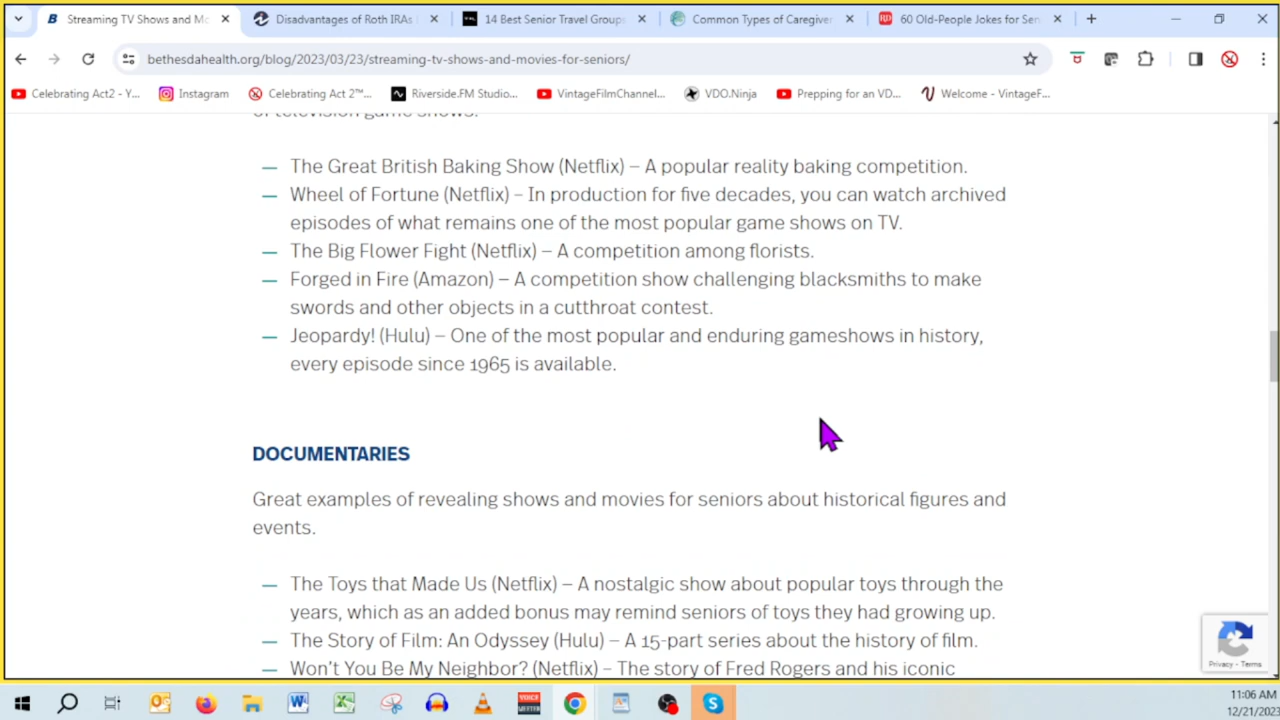 Streaming TV Shows and Mo
Disadvantages of Roth IRAs
14 Best Senior Travel Groups
Common Types of Caregiver
60 Old-People Jokes for Sen
bethesdahealth.org/blog/2023/03/23/streaming-tv-shows-and-movies-for-seniors/
Celebrating Act2 - Y...
Instagram
Celebrating Act 2™...
Riverside.FM Studio...
VintageFilmChannel...
VDO.Ninja
Prepping for an VD...
Welcome - VintageF...
of television game shows.
— The Great British Baking Show (Netflix) – A popular reality baking competition.
— Wheel of Fortune (Netflix) – In production for five decades, you can watch archived
episodes of what remains one of the most popular game shows on TV.
— The Big Flower Fight (Netflix) – A competition among florists.
— Forged in Fire (Amazon) – A competition show challenging blacksmiths to make
swords and other objects in a cutthroat contest.
— Jeopardy! (Hulu) – One of the most popular and enduring gameshows in history,
every episode since 1965 is available.
DOCUMENTARIES
Great examples of revealing shows and movies for seniors about historical figures and
events.
— The Toys that Made Us (Netflix) – A nostalgic show about popular toys through the
years, which as an added bonus may remind seniors of toys they had growing up.
— The Story of Film: An Odyssey (Hulu) – A 15-part series about the history of film.
— Won't You Be My Neighbor? (Netflix) – The story of Fred Rogers and his iconic
Privacy - Terms
VOICE
MEETER
11:06 AM
12/21/2023